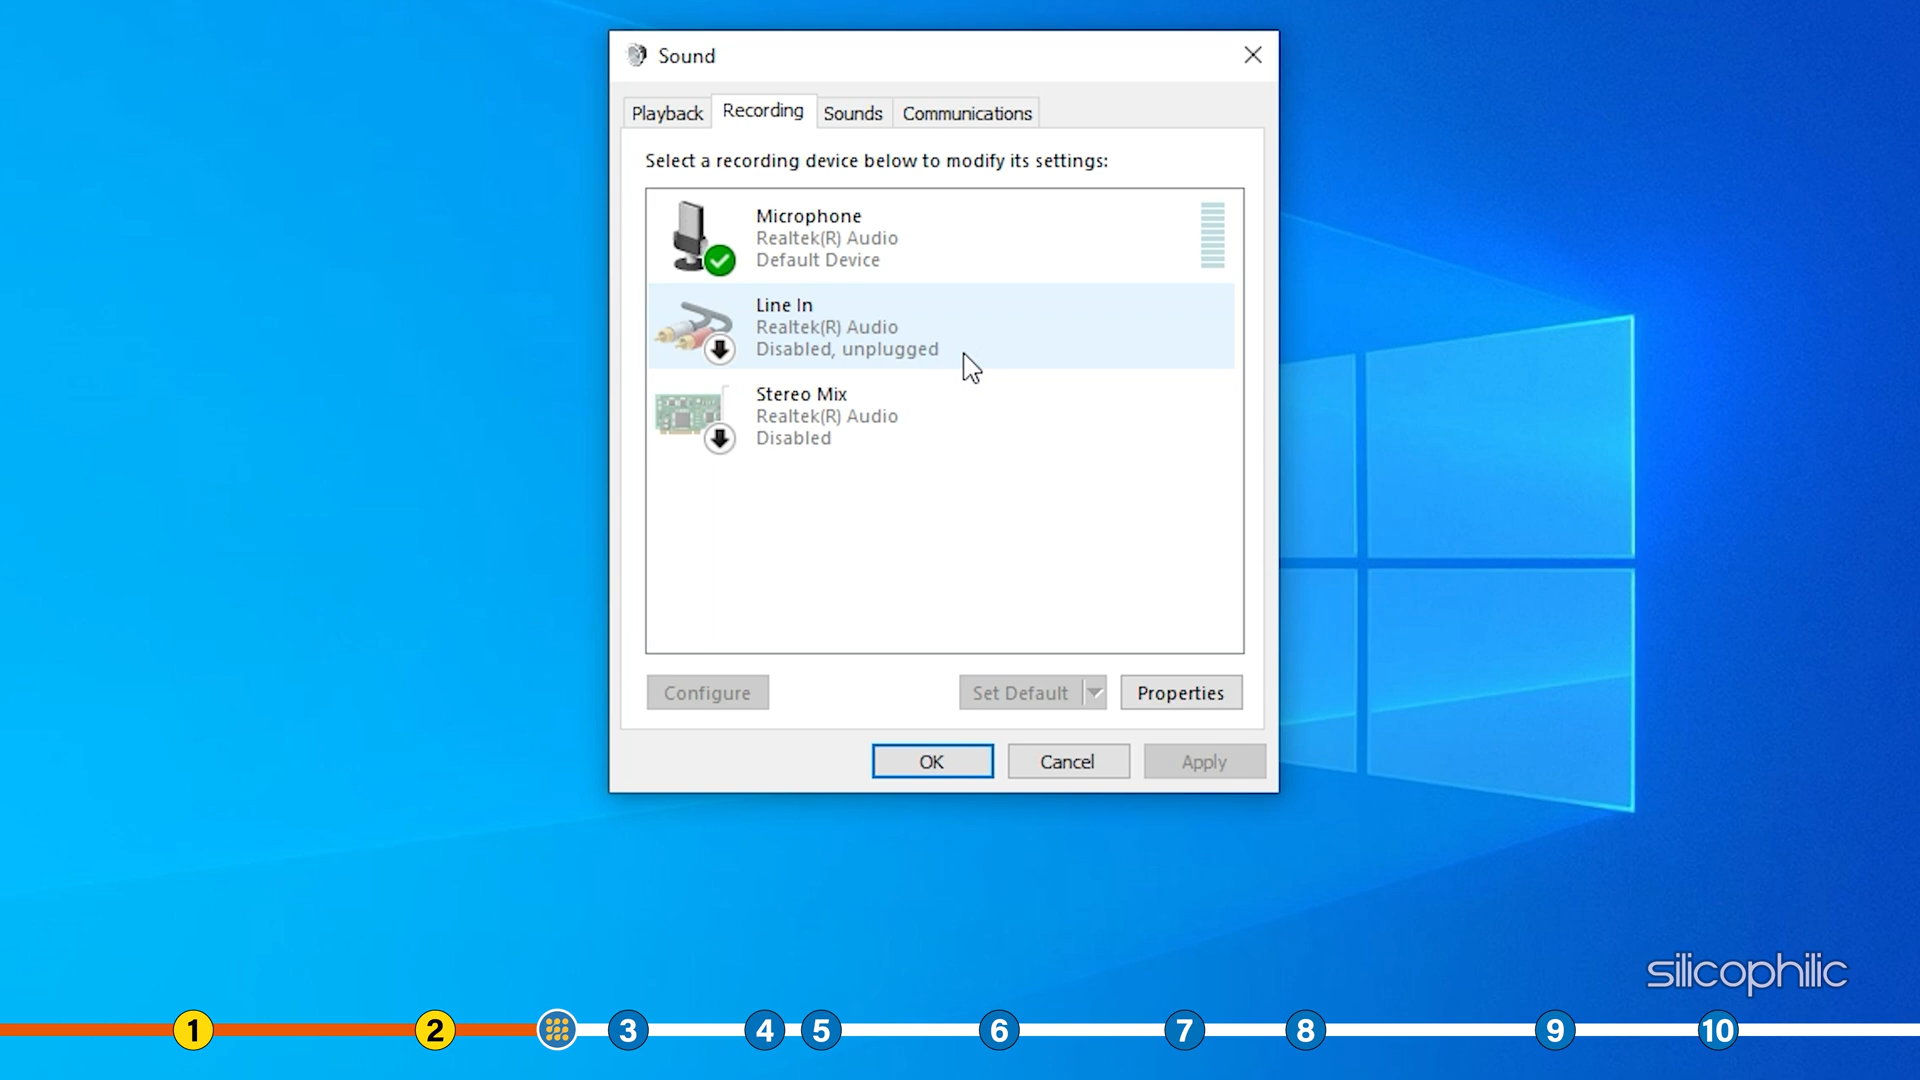 Sound
Playback Recording Sounds Communications
Select a recording device below to modify its settings:
Microphone
Realtek(R) Audio
Default Device
Line In
Realtek(R) Audio
Disabled, unplugged
Stereo Mix
Realtek(R) Audio
Disabled
Configure Set Default Properties
OK Cancel Apply
silicophilic
1 2 3 4 5 6 7 8 9 10